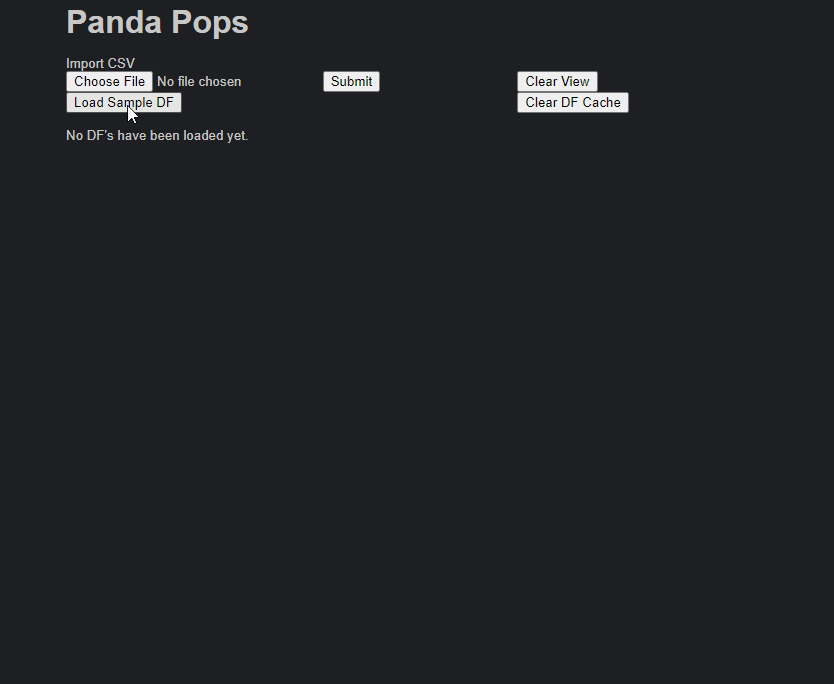 Panda Pops
Import CSV
Choose File No file chosen Submit Clear View
Load Sample DF Clear DF Cache
No DF's have been loaded yet.